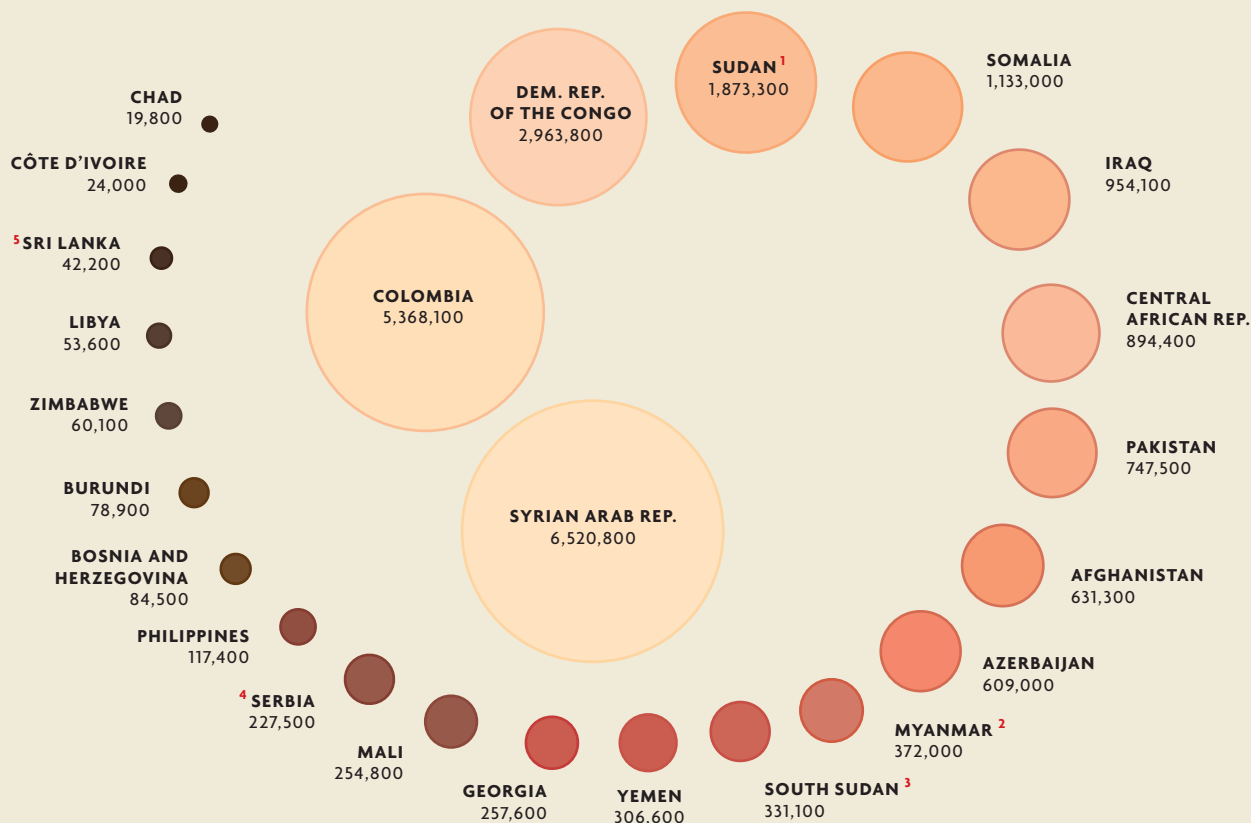 DEM. REP.
OF THE CONGO
2,963,800
SUDAN 1
1,873,300
SOMALIA
1,133,000
IRAQ
954,100
CENTRAL
AFRICAN REP.
894,400
PAKISTAN
747,500
AFGHANISTAN
631,300
AZERBAIJAN
609,000
MYANMAR 2
372,000
SOUTH SUDAN 3
331,100
YEMEN
306,600
GEORGIA
257,600
MALI
254,800
4 SERBIA
227,500
PHILIPPINES
117,400
BOSNIA AND
HERZEGOVINA
84,500
BURUNDI
78,900
ZIMBABWE
60,100
LIBYA
53,600
5 SRI LANKA
42,200
CÔTE D'IVOIRE
24,000
CHAD
19,800
COLOMBIA
5,368,100
SYRIAN ARAB REP.
6,520,800